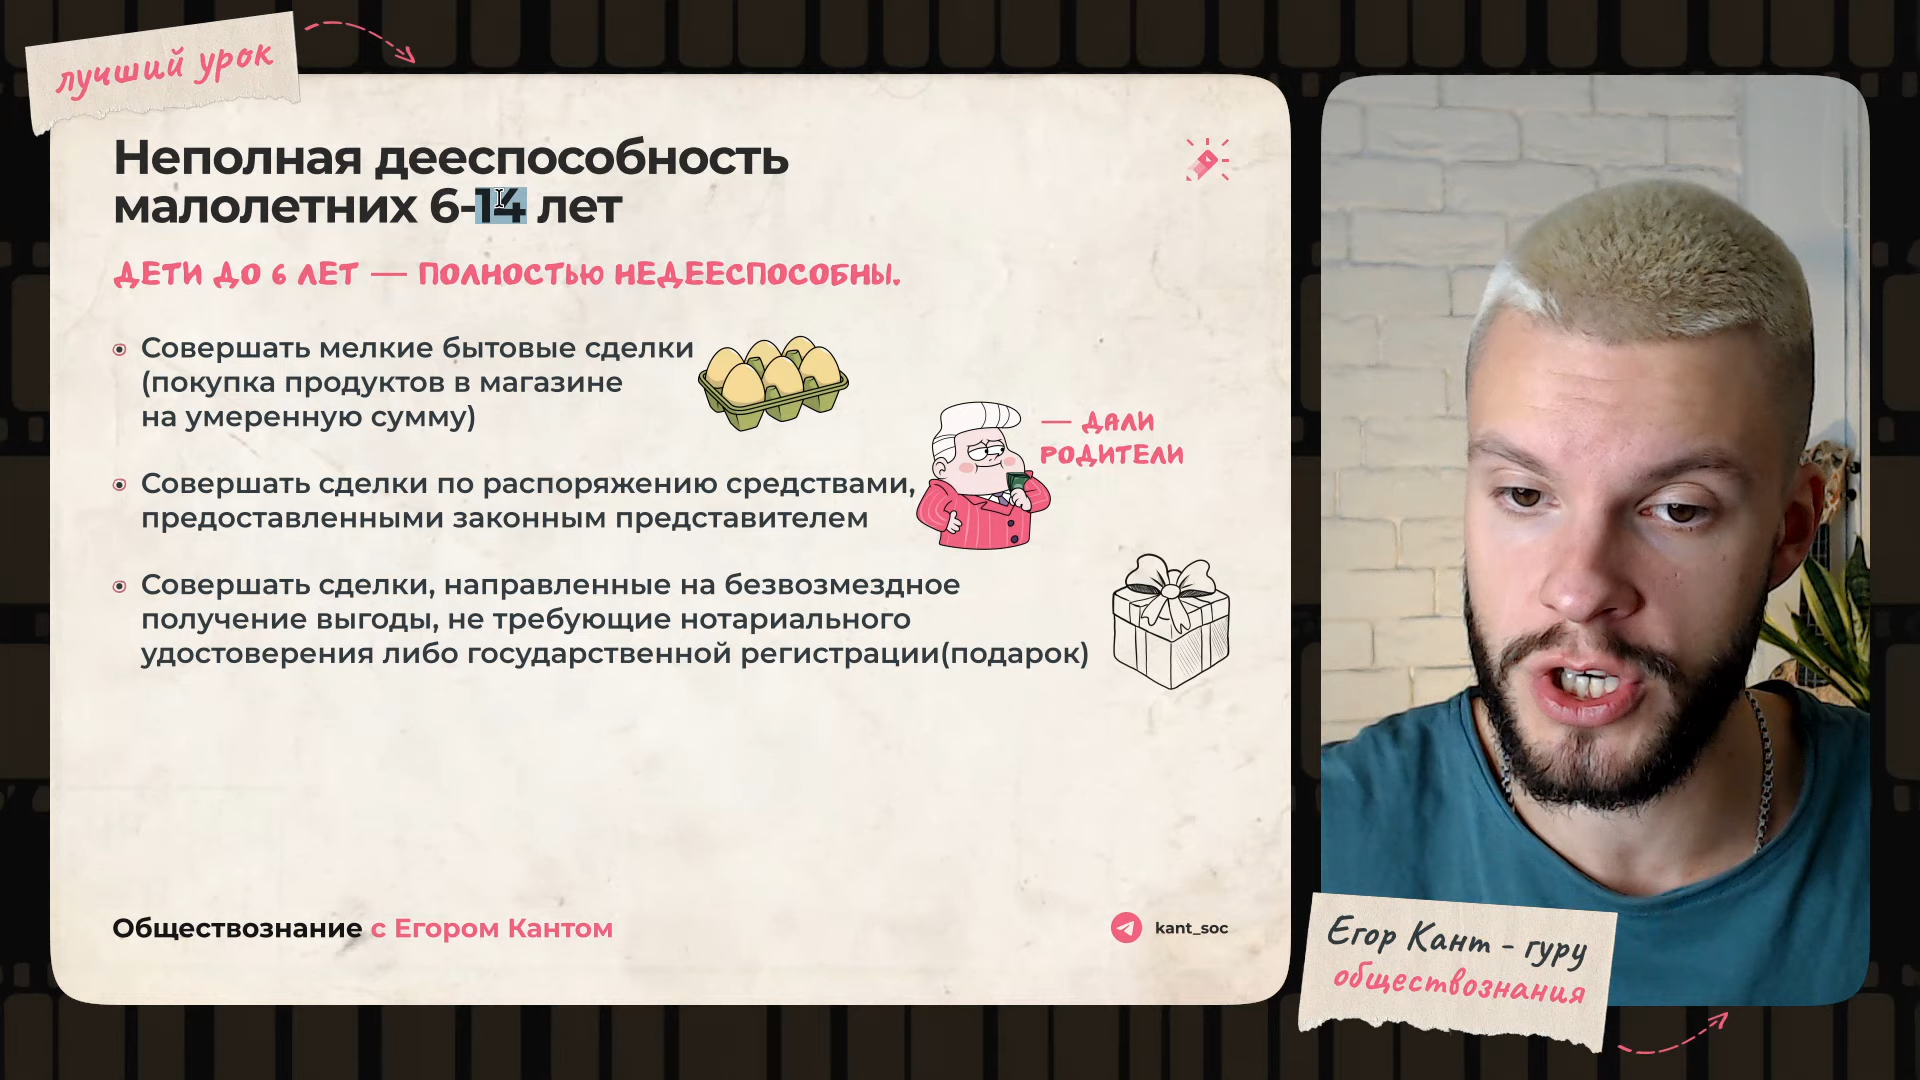 лучший урок
Неполная дееспособность
малолетних 6-14 лет
ДЕТИ ДО 6 ЛЕТ — ПОЛНОСТЬЮ НЕДЕЕСПОСОБНЫ.
Совершать мелкие бытовые сделки
(покупка продуктов в магазине
на умеренную сумму)
— ДАЛИ
РОДИТЕЛИ
Совершать сделки по распоряжению средствами,
предоставленными законным представителем
Совершать сделки, направленные на безвозмездное
получение выгоды, не требующие нотариального
удостоверения либо государственной регистрации(подарок)
Обществознание с Егором Кантом
kant_soc
Егор Кант - гуру
обществознания